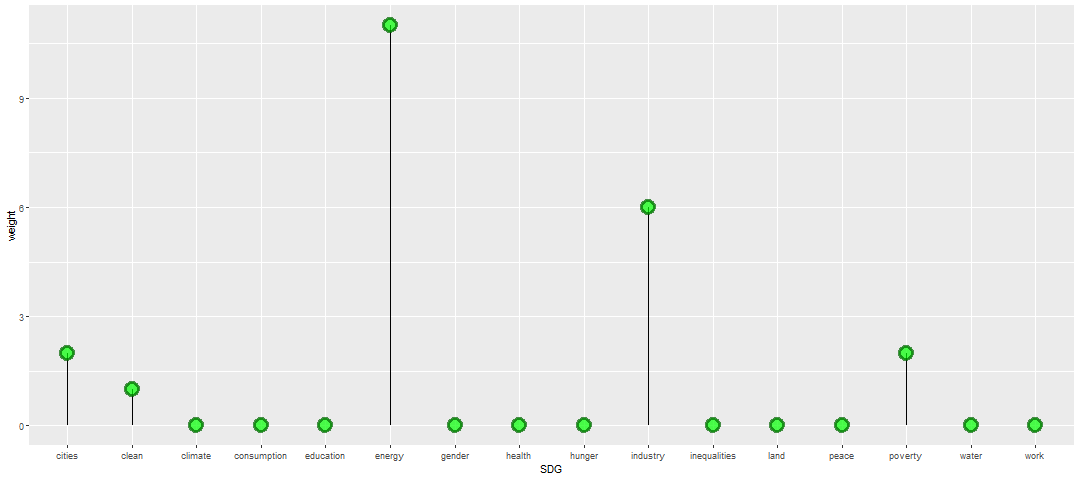 9
6
3
0
weight
cities clean climate consumption education energy gender health hunger industry inequalities land peace poverty water work
SDG